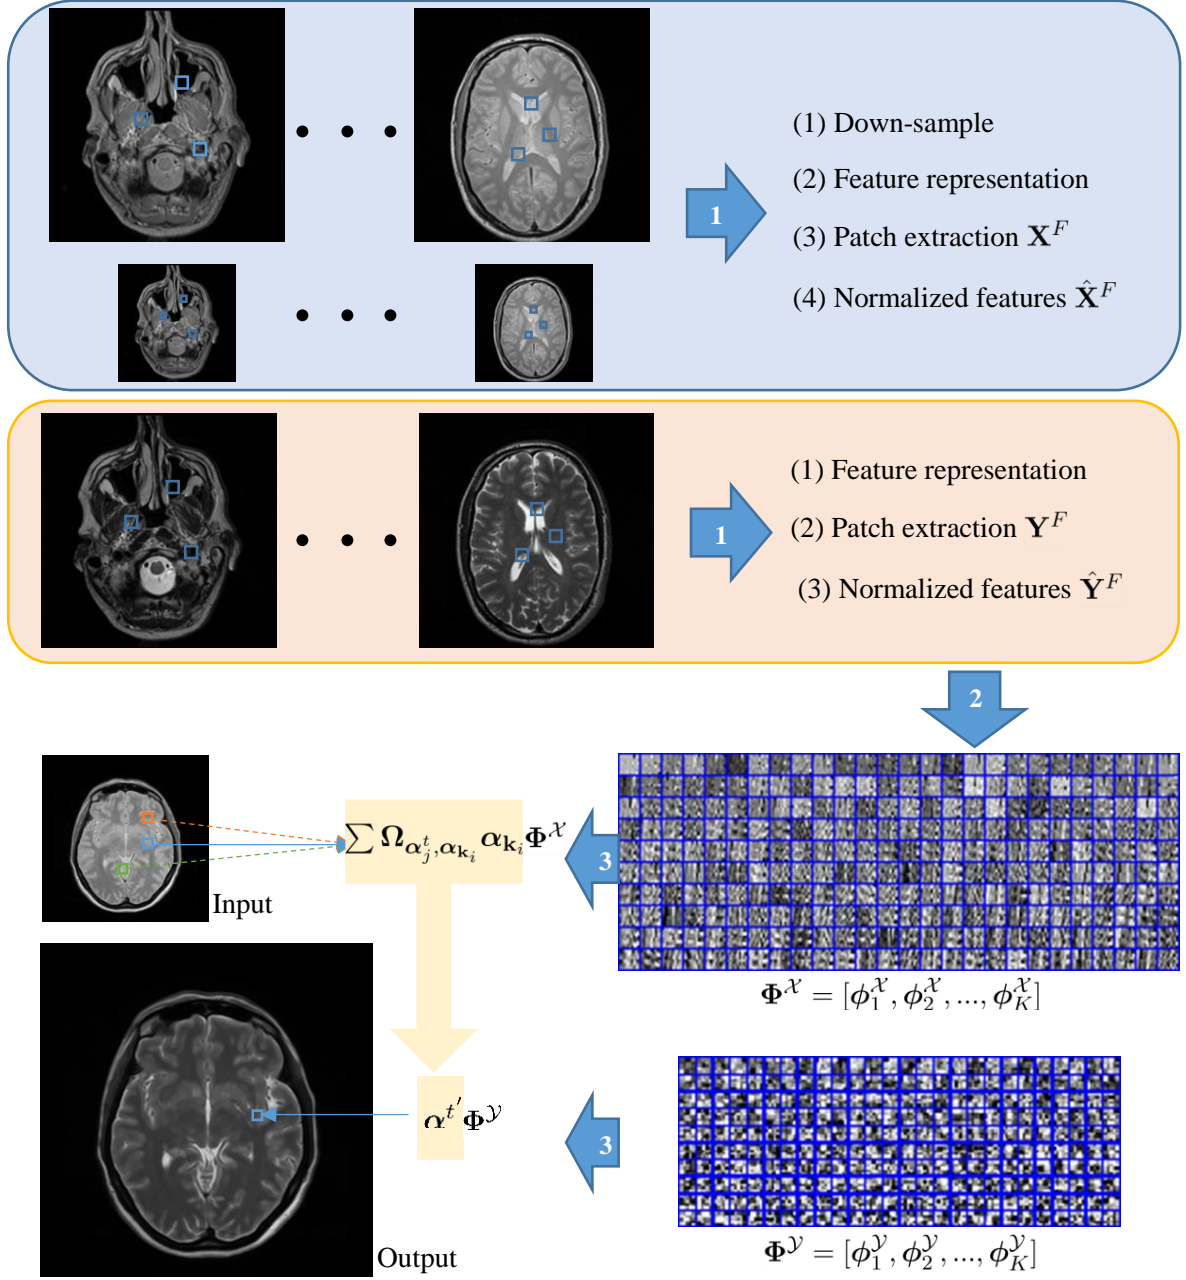 (1) Down-sample
(2) Feature representation
1
(3) Patch extraction X^F
(4) Normalized features X̂^F
(1) Feature representation
(2) Patch extraction Y^F
1
(3) Normalized features Ŷ^F
2
∑ Ω_{α_j^t, α_{k_i}} α_{k_i} Φ^𝒳
3
Input
Φ^𝒳 = [ϕ_1^𝒳, ϕ_2^𝒳, ..., ϕ_K^𝒳]
α^{t′} Φ^𝒴
3
Output
Φ^𝒴 = [ϕ_1^𝒴, ϕ_2^𝒴, ..., ϕ_K^𝒴]